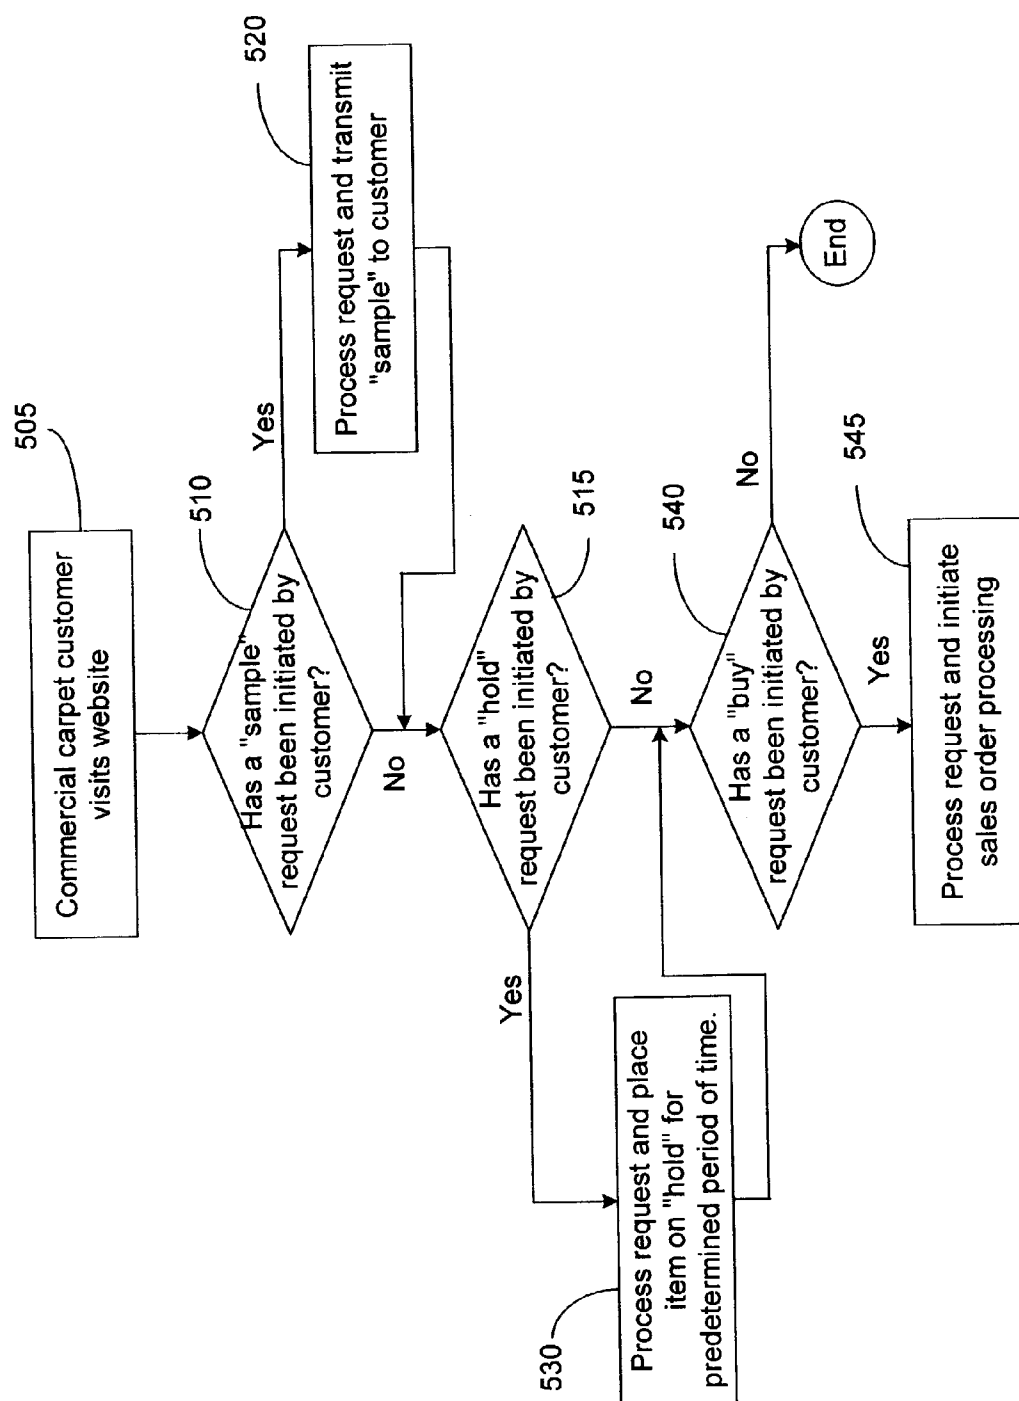 505
Commercial carpet customer
visits website
510
Has a "sample"
request been initiated by
customer?
Yes
520
Process request and transmit
"sample" to customer
No
515
Has a "hold"
request been initiated by
customer?
Yes
530
Process request and place
item on "hold" for
predetermined period of time.
No
540
Has a "buy"
request been initiated by
customer?
No
End
Yes
545
Process request and initiate
sales order processing